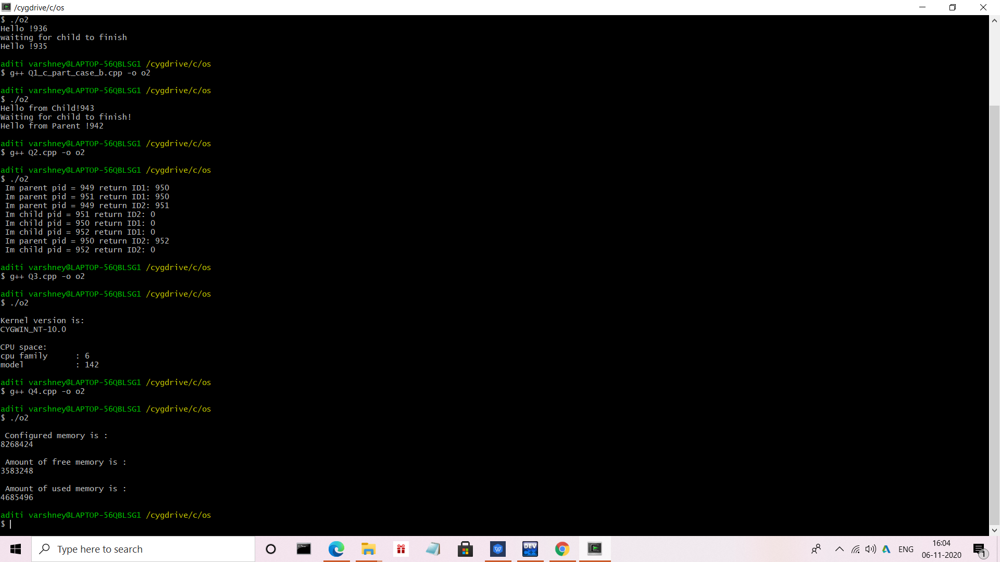 /cygdrive/c/os
$ ./o2
Hello !936
waiting for child to finish
Hello !935
aditi varshney@LAPTOP-56QBLSG1 /cygdrive/c/os
$ g++ Q1_c_part_case_b.cpp -o o2
aditi varshney@LAPTOP-56QBLSG1 /cygdrive/c/os
$ ./o2
Hello from Child!943
Waiting for child to finish!
Hello from Parent !942
aditi varshney@LAPTOP-56QBLSG1 /cygdrive/c/os
$ g++ Q2.cpp -o o2
aditi varshney@LAPTOP-56QBLSG1 /cygdrive/c/os
$ ./o2
Im parent pid = 949 return ID1: 950
Im parent pid = 951 return ID1: 950
Im parent pid = 949 return ID2: 951
Im child pid = 951 return ID2: 0
Im child pid = 950 return ID1: 0
Im child pid = 952 return ID1: 0
Im parent pid = 950 return ID2: 952
Im child pid = 952 return ID2: 0
aditi varshney@LAPTOP-56QBLSG1 /cygdrive/c/os
$ g++ Q3.cpp -o o2
aditi varshney@LAPTOP-56QBLSG1 /cygdrive/c/os
$ ./o2
Kernel version is:
CYGWIN_NT-10.0
CPU space:
cpu family      : 6
model           : 142
aditi varshney@LAPTOP-56QBLSG1 /cygdrive/c/os
$ g++ Q4.cpp -o o2
aditi varshney@LAPTOP-56QBLSG1 /cygdrive/c/os
$ ./o2
Configured memory is :
8268424
Amount of free memory is :
3583248
Amount of used memory is :
4685496
aditi varshney@LAPTOP-56QBLSG1 /cygdrive/c/os
$
Type here to search
DEV
ENG
16:04
06-11-2020
1